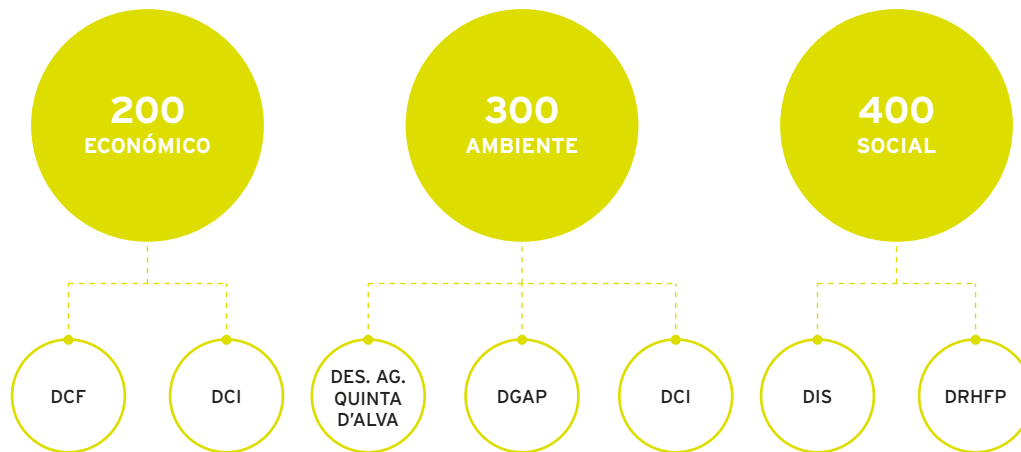 200
ECONÓMICO
300
AMBIENTE
400
SOCIAL
DCF
DCI
DES. AG.
QUINTA
D'ALVA
DGAP
DCI
DIS
DRHFP